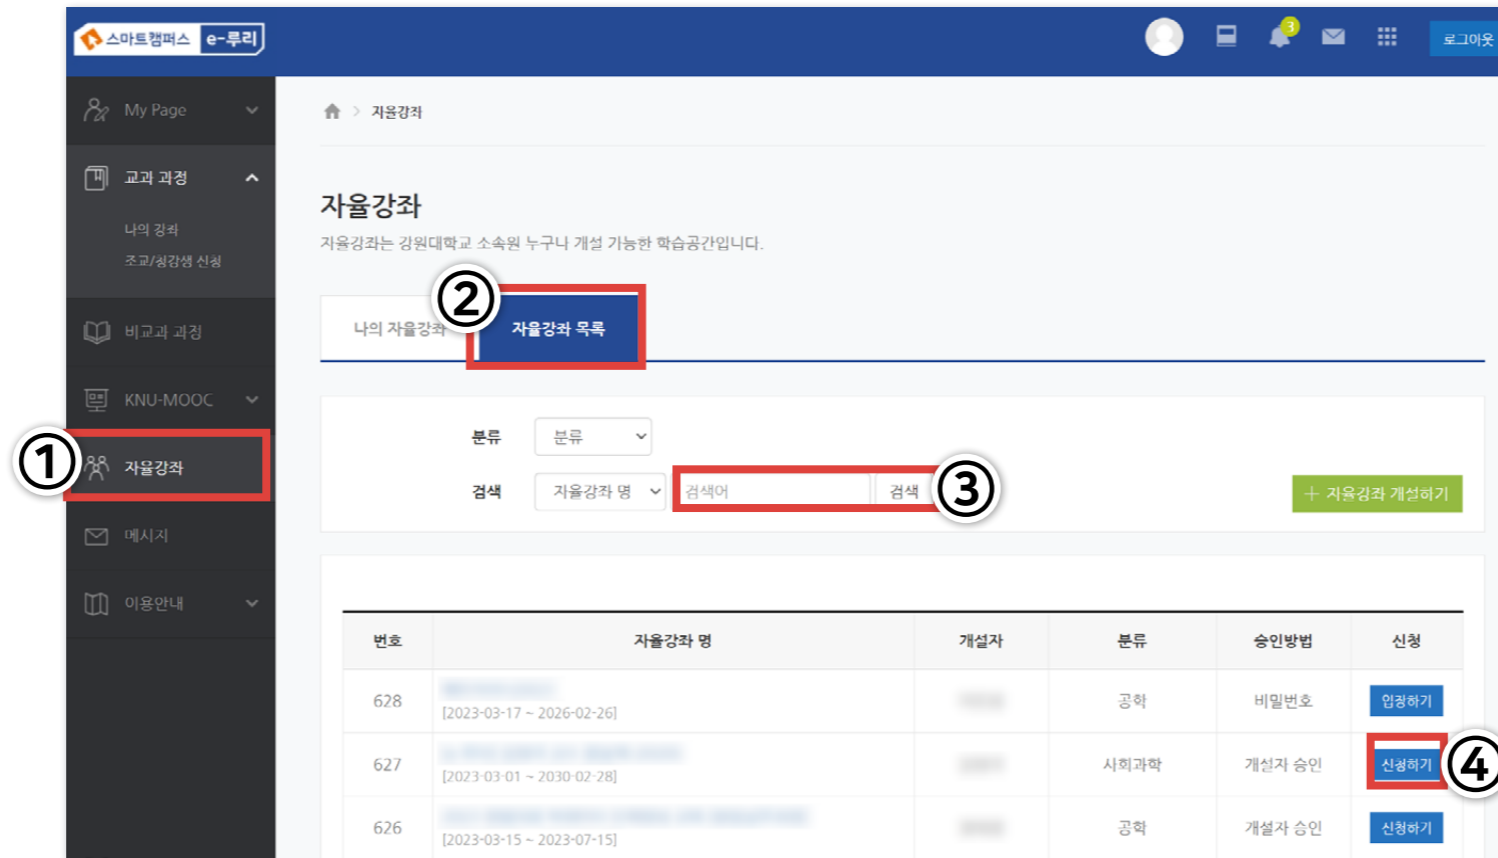 스마트캠퍼스 e-루리
3
로그아웃
My Page
교과 과정
나의 강좌
조교/청강생 신청
비교과 과정
KNU-MOOC
① 자율강좌
메시지
이용안내
> 자율강좌
자율강좌
자율강좌는 강원대학교 소속원 누구나 개설 가능한 학습공간입니다.
나의 자율강좌 ② 자율강좌 목록
분류 분류
검색 자율강좌 명 검색어 검색 ③
+ 자율강좌 개설하기
번호 자율강좌 명 개설자 분류 승인방법 신청
628 [2023-03-17 ~ 2026-02-26] 공학 비밀번호 입장하기
627 [2023-03-01 ~ 2030-02-28] 사회과학 개설자 승인 신청하기 ④
626 [2023-03-15 ~ 2023-07-15] 공학 개설자 승인 신청하기